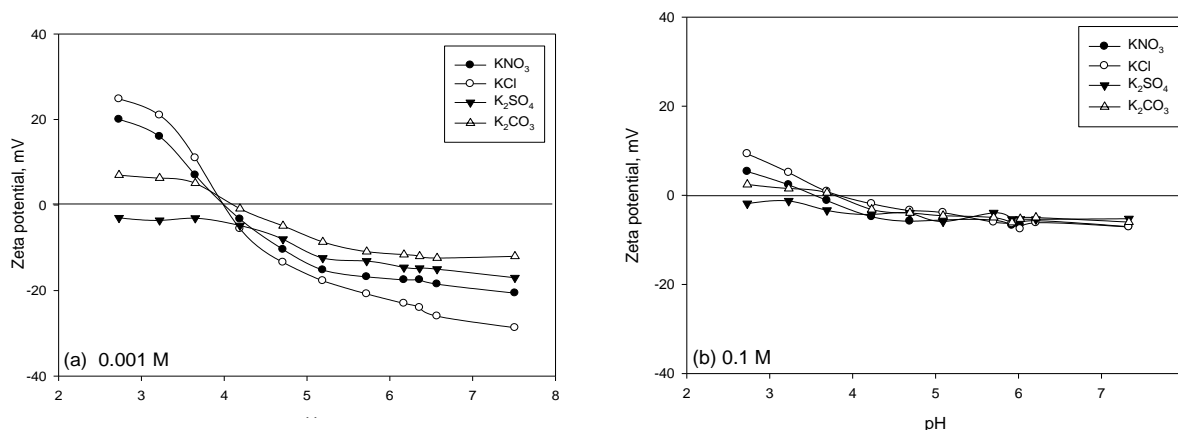 40
20
0
-20
-40
Zeta potential, mV
KNO₃
KCl
K₂SO₄
K₂CO₃
(a) 0.001 M
2 3 4 5 6 7 8
40
20
0
-20
-40
Zeta potential, mV
KNO₃
KCl
K₂SO₄
K₂CO₃
(b) 0.1 M
2 3 4 5 6 7
pH